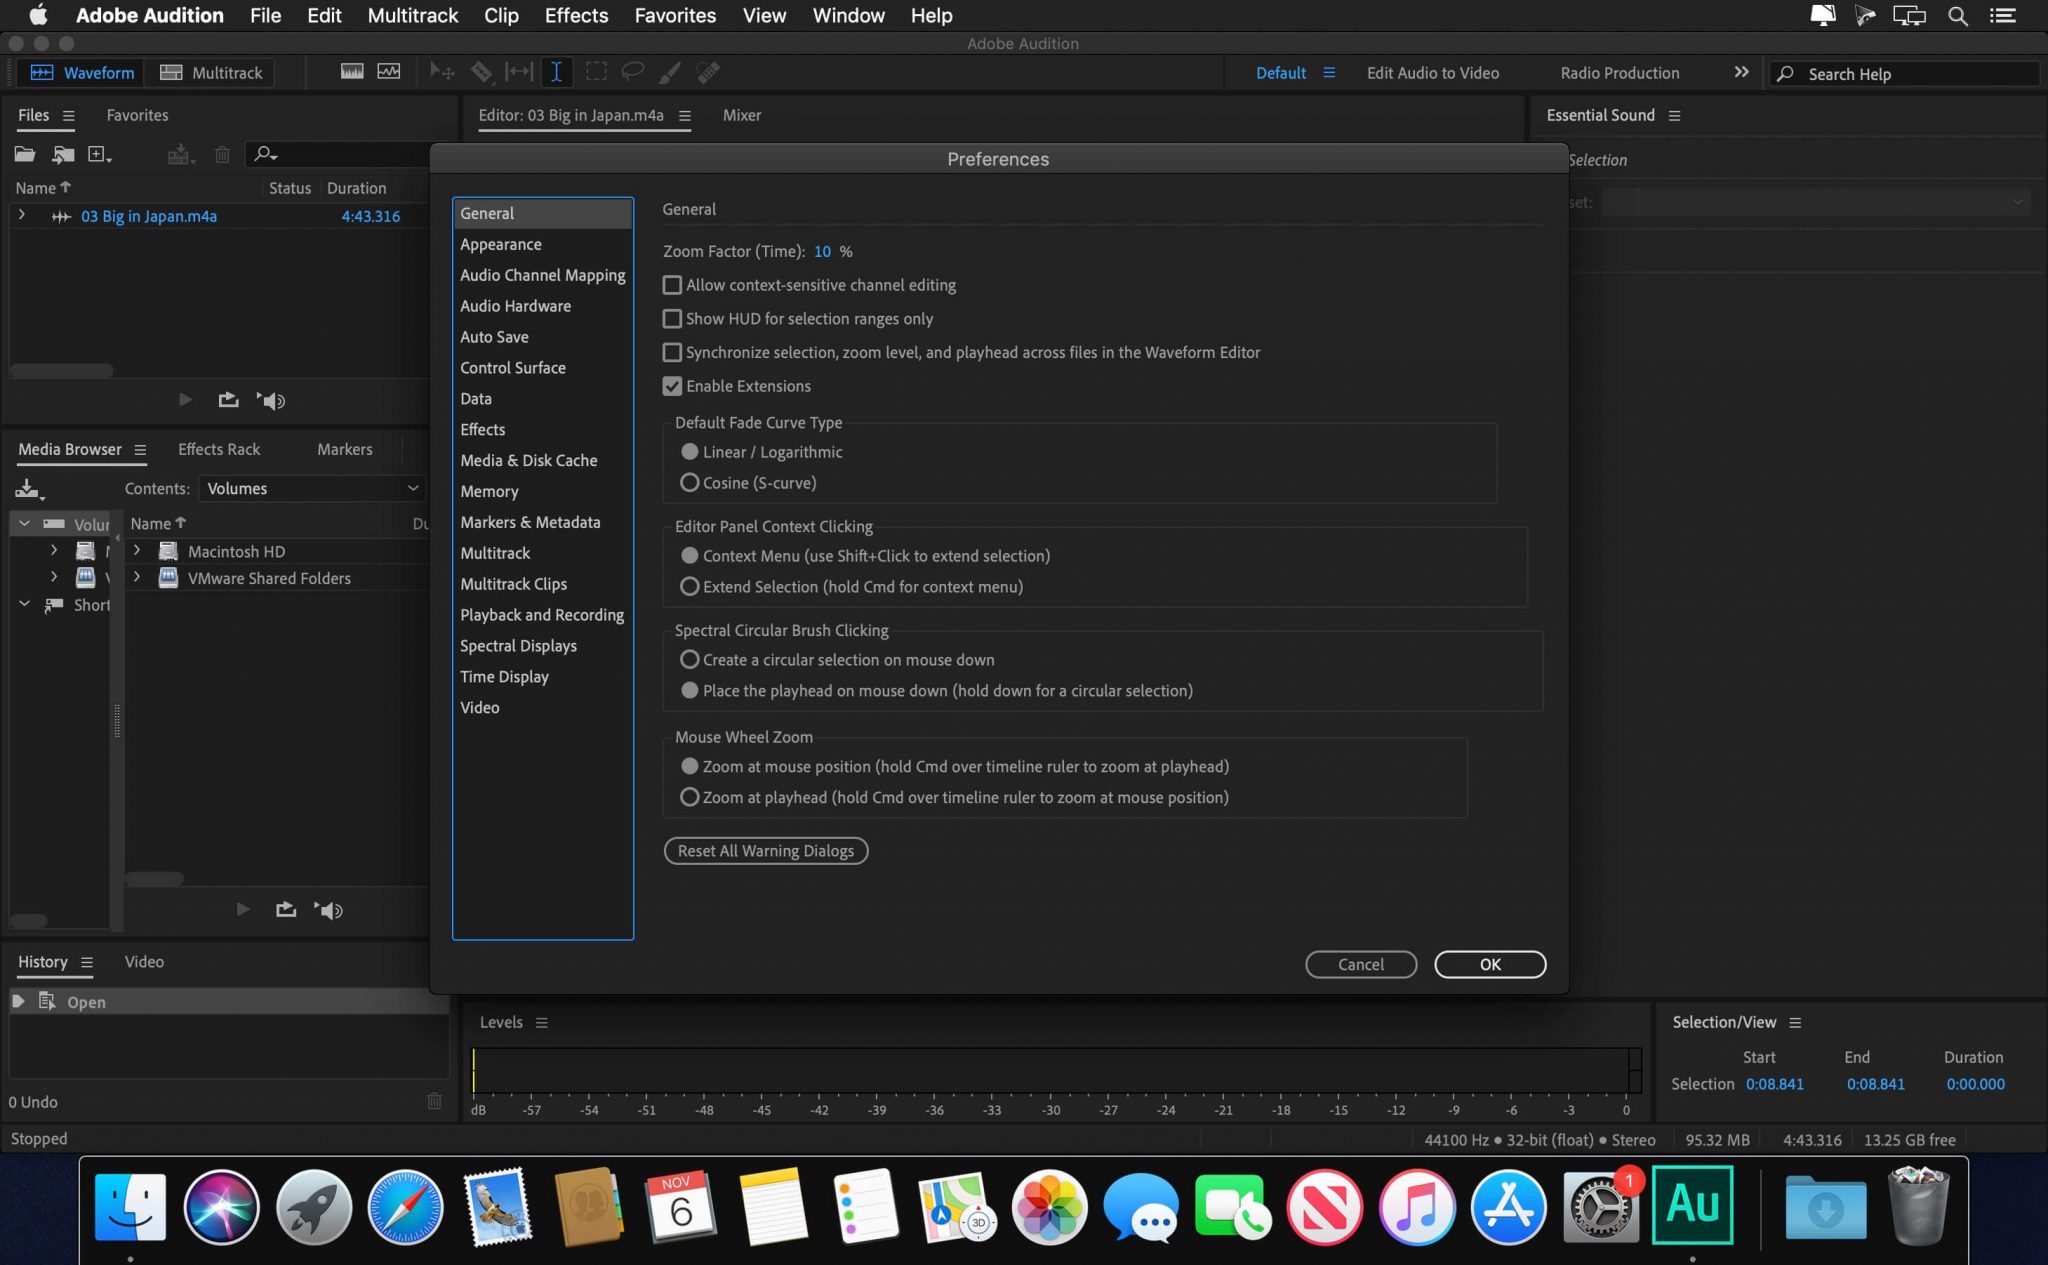 Adobe Audition File Edit Multitrack Clip Effects Favorites View Window Help
Adobe Audition
Waveform Multitrack Default Edit Audio to Video Radio Production Search Help
Files Favorites
Name Status Duration
03 Big in Japan.m4a 4:43.316
Editor: 03 Big in Japan.m4a Mixer
Essential Sound
Selection
set:
Media Browser Effects Rack Markers
Contents: Volumes
Volur Name Du
Macintosh HD
VMware Shared Folders
Short
History Video
Open
0 Undo
Stopped
Preferences
General
Appearance
Audio Channel Mapping
Audio Hardware
Auto Save
Control Surface
Data
Effects
Media & Disk Cache
Memory
Markers & Metadata
Multitrack
Multitrack Clips
Playback and Recording
Spectral Displays
Time Display
Video
General
Zoom Factor (Time): 10 %
Allow context-sensitive channel editing
Show HUD for selection ranges only
Synchronize selection, zoom level, and playhead across files in the Waveform Editor
Enable Extensions
Default Fade Curve Type
Linear / Logarithmic
Cosine (S-curve)
Editor Panel Context Clicking
Context Menu (use Shift+Click to extend selection)
Extend Selection (hold Cmd for context menu)
Spectral Circular Brush Clicking
Create a circular selection on mouse down
Place the playhead on mouse down (hold down for a circular selection)
Mouse Wheel Zoom
Zoom at mouse position (hold Cmd over timeline ruler to zoom at playhead)
Zoom at playhead (hold Cmd over timeline ruler to zoom at mouse position)
Reset All Warning Dialogs
Cancel OK
Levels
dB -57 -54 -51 -48 -45 -42 -39 -36 -33 -30 -27 -24 -21 -18 -15 -12 -9 -6 -3 0
Selection/View
Start End Duration
Selection 0:08.841 0:08.841 0:00.000
44100 Hz ● 32-bit (float) ● Stereo 95.32 MB 4:43.316 13.25 GB free
NOV
6
3D
1
Au